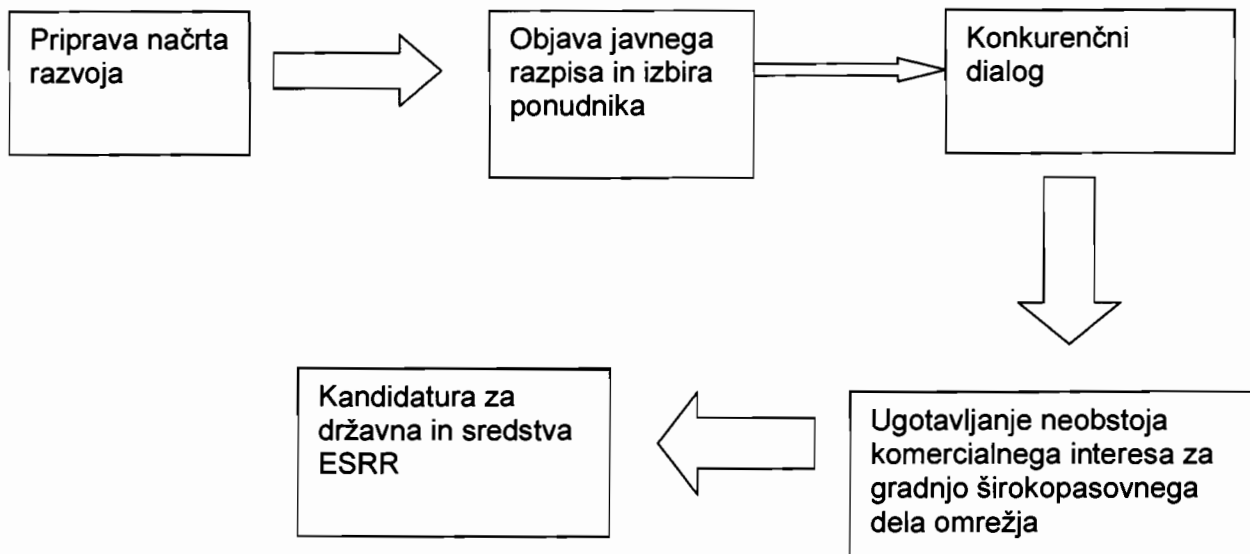 Priprava načrta
razvoja
Objava javnega
razpisa in izbira
ponudnika
Konkurenčni
dialog
Ugotavljanje neobstoja
komercialnega interesa za
gradnjo širokopasovnega
dela omrežja
Kandidatura za
državna in sredstva
ESRR